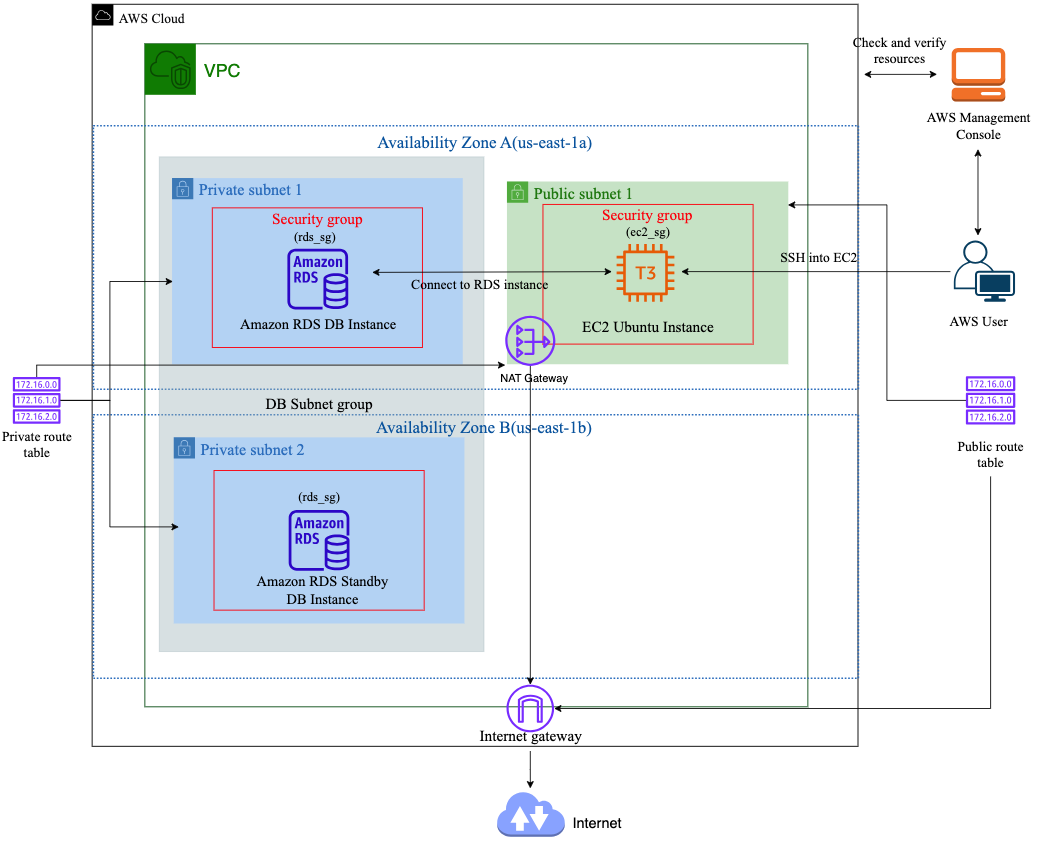 AWS Cloud
VPC
Check and verify
resources
AWS Management
Console
Availability Zone A(us-east-1a)
Private subnet 1
Security group
(rds_sg)
Amazon
RDS
Amazon RDS DB Instance
Public subnet 1
Security group
(ec2_sg)
T3
EC2 Ubuntu Instance
Connect to RDS instance
SSH into EC2
AWS User
NAT Gateway
172.16.0.0
172.16.1.0
172.16.2.0
Private route
table
DB Subnet group
172.16.0.0
172.16.1.0
172.16.2.0
Public route
table
Availability Zone B(us-east-1b)
Private subnet 2
(rds_sg)
Amazon
RDS
Amazon RDS Standby
DB Instance
Internet gateway
Internet